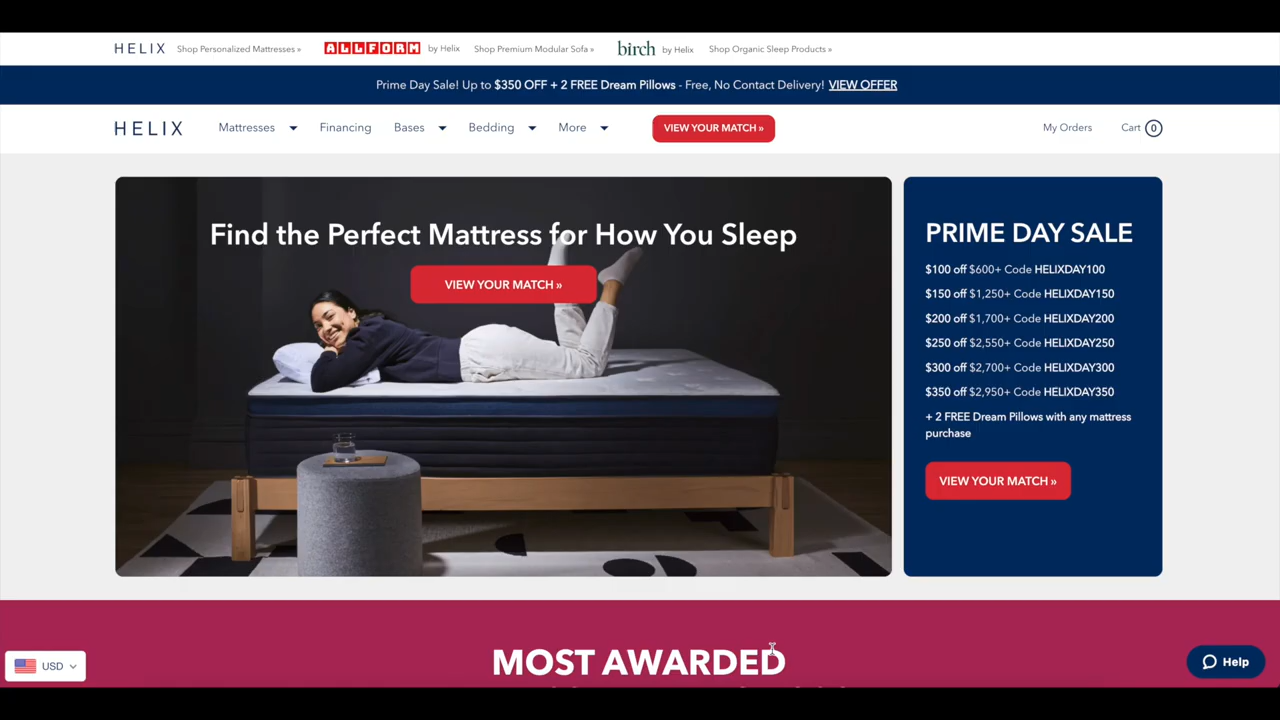 HELIX Shop Personalized Mattresses » ALLFORM by Helix Shop Premium Modular Sofa » birch by Helix Shop Organic Sleep Products »
Prime Day Sale! Up to $350 OFF + 2 FREE Dream Pillows - Free, No Contact Delivery! VIEW OFFER
HELIX Mattresses Financing Bases Bedding More VIEW YOUR MATCH » My Orders Cart 0
Find the Perfect Mattress for How You Sleep
VIEW YOUR MATCH »
PRIME DAY SALE
$100 off $600+ Code HELIXDAY100
$150 off $1,250+ Code HELIXDAY150
$200 off $1,700+ Code HELIXDAY200
$250 off $2,550+ Code HELIXDAY250
$300 off $2,700+ Code HELIXDAY300
$350 off $2,950+ Code HELIXDAY350
+ 2 FREE Dream Pillows with any mattress
purchase
VIEW YOUR MATCH »
MOST AWARDED
USD
Help